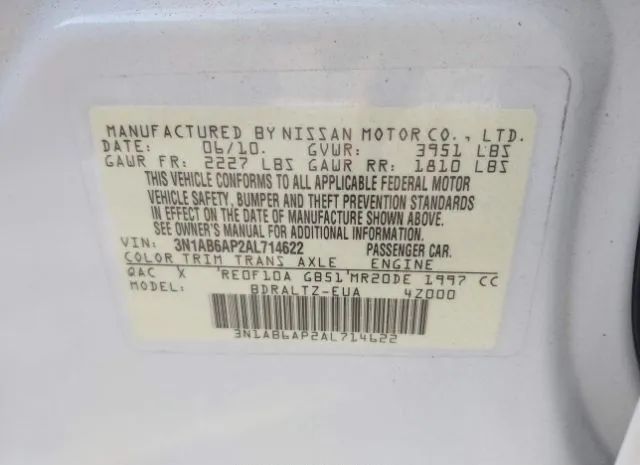 MANUFACTURED BY NISSAN MOTOR CO., LTD.
DATE: 06/10. GVWR: 3951 LBS
GAWR FR: 2227 LBS GAWR RR: 1810 LBS
THIS VEHICLE CONFORMS TO ALL APPLICABLE FEDERAL MOTOR
VEHICLE SAFETY, BUMPER AND THEFT PREVENTION STANDARDS
IN EFFECT ON THE DATE OF MANUFACTURE SHOWN ABOVE.
SEE OWNER'S MANUAL FOR ADDITIONAL INFORMATION.
VIN: 3N1AB6AP2AL714622 PASSENGER CAR.
COLOR TRIM TRANS AXLE ENGINE
QAC X 'RE0F10A GB51'MR20DE 1997 CC
MODEL: BDRALTZ-EUA 4Z000
3N1AB6AP2AL714622